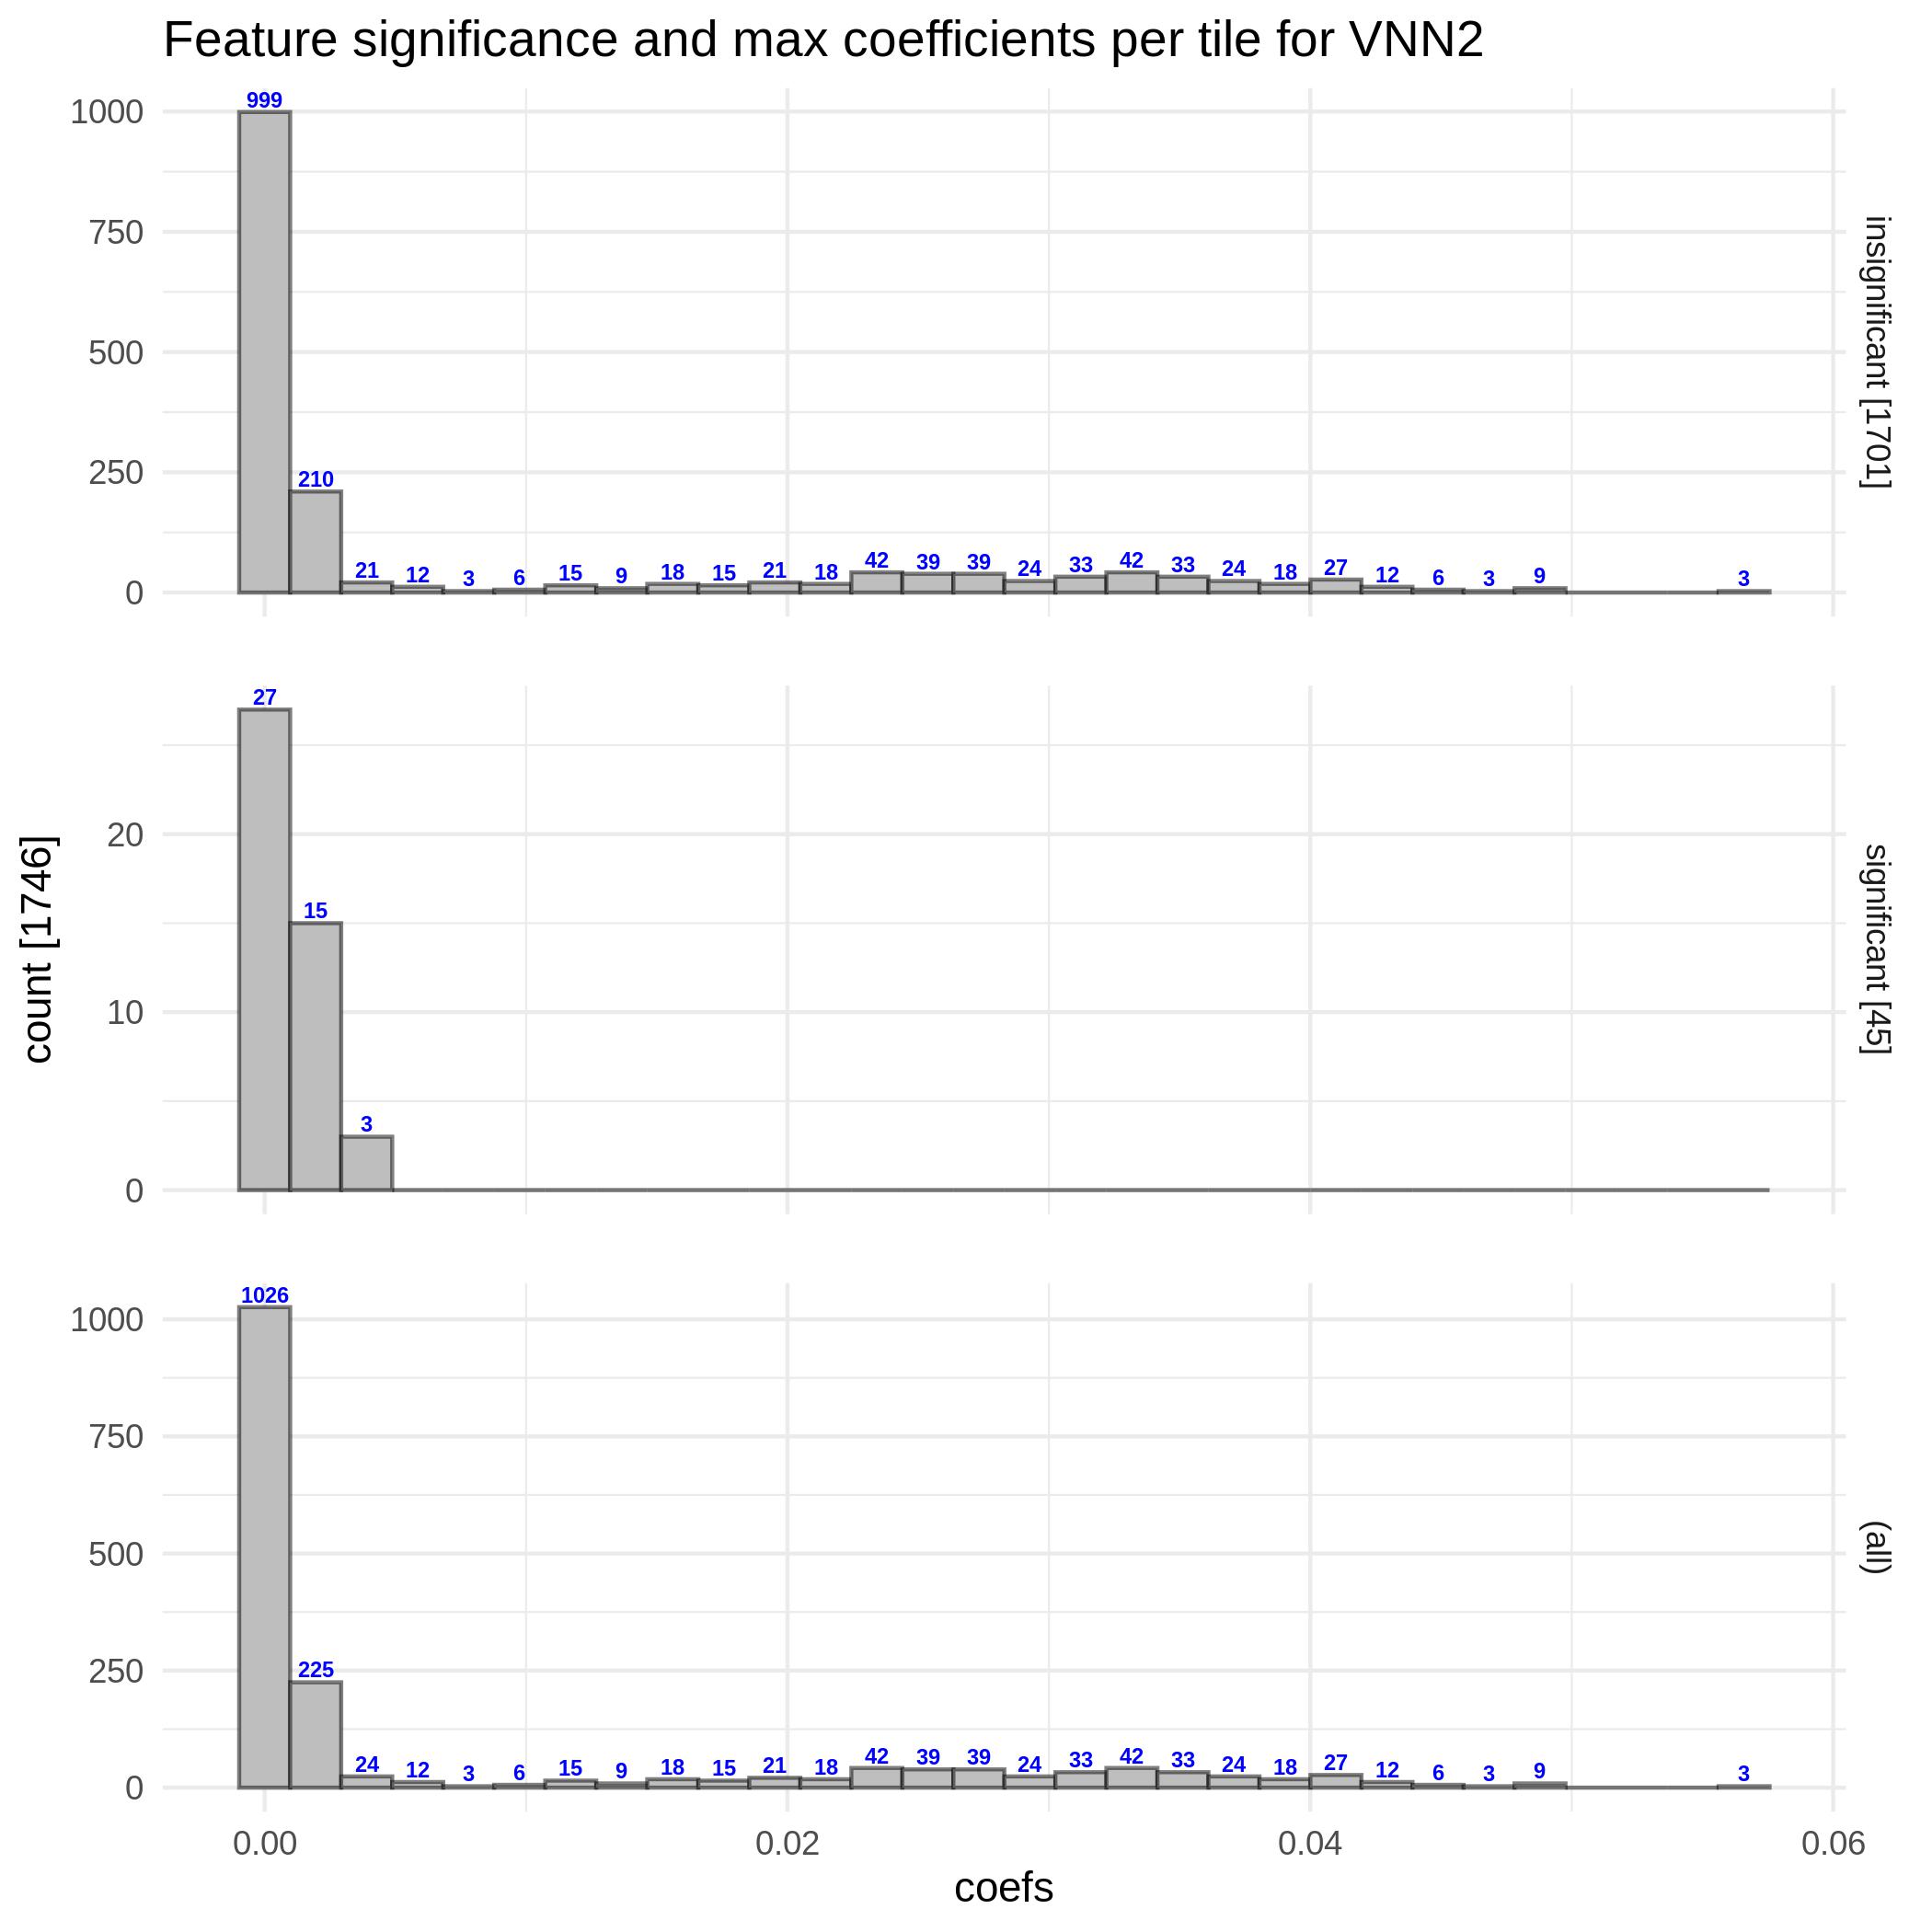 Feature significance and max coefficients per tile for VNN2
999
1000
750
500
250
210
21 12 3 6 15 9 18 15 21 18 42 39 39 24 33 42 33 24 18 27 12 6 3 9 3
0
insignificant [1701]
27
20
15
10
3
0
significant [45]
count [1746]
1026
1000
750
500
250
225
24 12 3 6 15 9 18 15 21 18 42 39 39 24 33 42 33 24 18 27 12 6 3 9 3
0
(all)
0.00 0.02 0.04 0.06
coefs